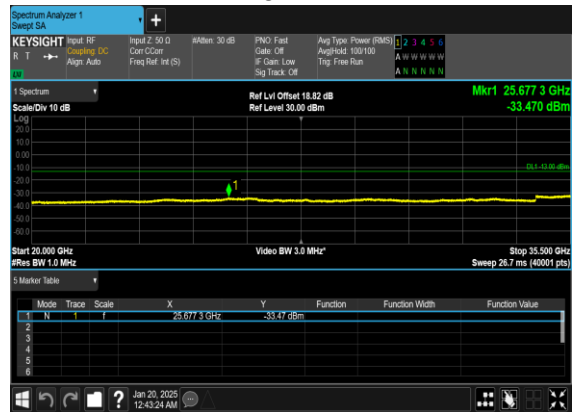 Spectrum Analyzer 1
Swept SA
+
KEYSIGHT Input: RF Input Z: 50 Ω #Atten: 30 dB PNO: Fast Avg Type: Power (RMS) 1 2 3 4 5 6
R T Coupling: DC Corr CCorr Gate: Off Avg|Hold: 100/100 A W W W W W
Align: Auto Freq Ref: Int (S) IF Gain: Low Trig: Free Run
LW Sig Track: Off A N N N N N
1 Spectrum Ref Lvl Offset 18.82 dB Mkr1 25.677 3 GHz
Scale/Div 10 dB Ref Level 30.00 dBm -33.470 dBm
Log
20.0
10.0
0.00
-10.0 DL1 -13.00 dBm
-20.0
-30.0 1
-40.0
-50.0
-60.0
Start 20.000 GHz Video BW 3.0 MHz* Stop 35.500 GHz
#Res BW 1.0 MHz Sweep 26.7 ms (40001 pts)
5 Marker Table
Mode Trace Scale X Y Function Function Width Function Value
1 N 1 f 25.677 3 GHz -33.47 dBm
2
3
4
5
6
? Jan 20, 2025
12:43:24 AM